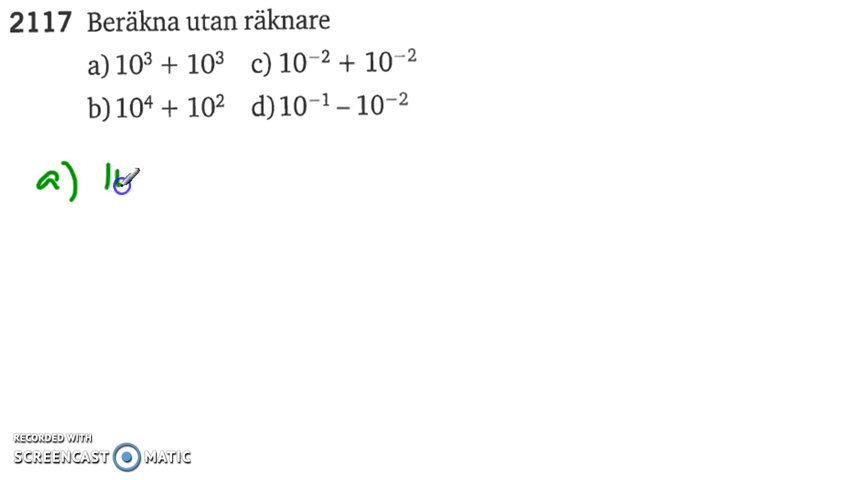 2117 Beräkna utan räknare
a) 10³ + 10³ c) 10⁻² + 10⁻²
b) 10⁴ + 10² d) 10⁻¹ – 10⁻²
a) 10
RECORDED WITH
SCREENCAST MATIC